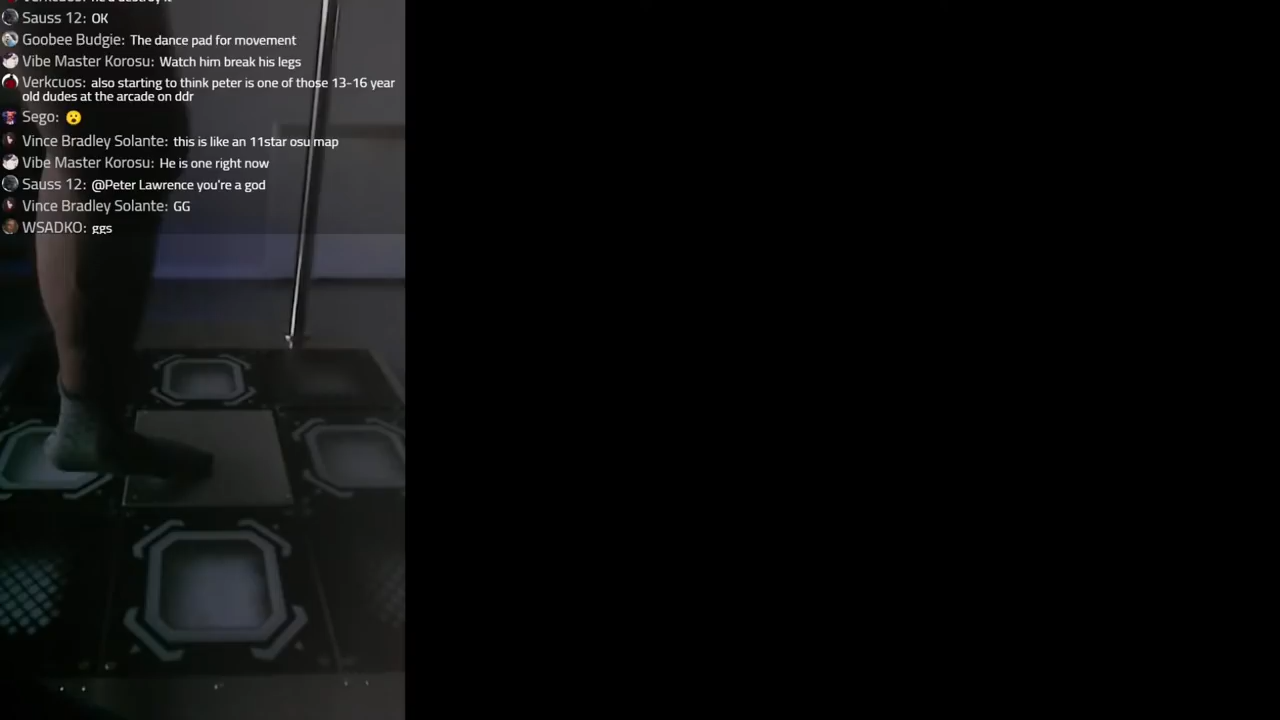 Sauss 12: OK
Goobee Budgie: The dance pad for movement
Vibe Master Korosu: Watch him break his legs
Verkcuos: also starting to think peter is one of those 13-16 year
old dudes at the arcade on ddr
Sego: 😮
Vince Bradley Solante: this is like an 11star osu map
Vibe Master Korosu: He is one right now
Sauss 12: @Peter Lawrence you're a god
Vince Bradley Solante: GG
WSADKO: ggs